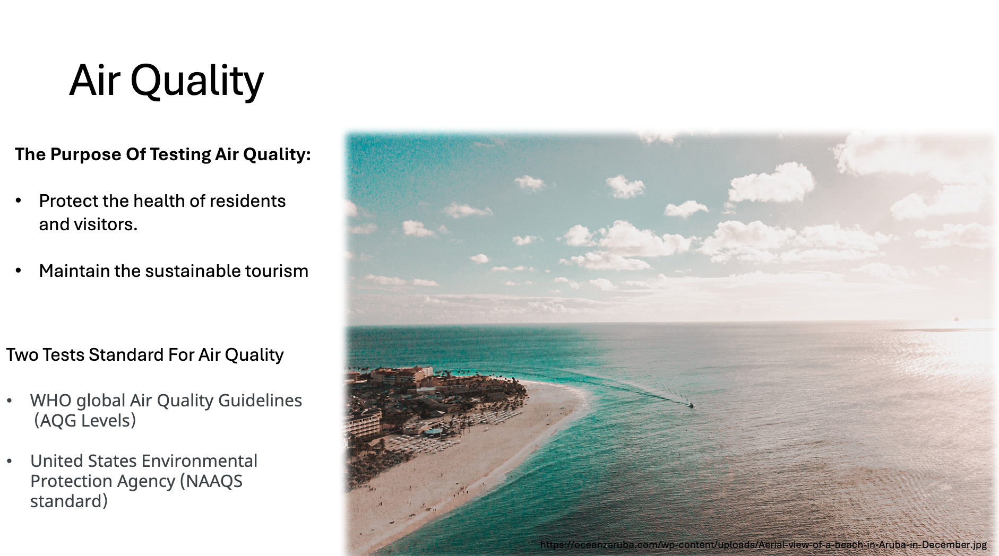 Air Quality
The Purpose Of Testing Air Quality:
• Protect the health of residents
and visitors.
• Maintain the sustainable tourism
Two Tests Standard For Air Quality
• WHO global Air Quality Guidelines
(AQG Levels)
• United States Environmental
Protection Agency (NAAQS
standard)
https://oceanzaruba.com/wp-content/uploads/Aerial-view-of-a-beach-in-Aruba-in-December.jpg